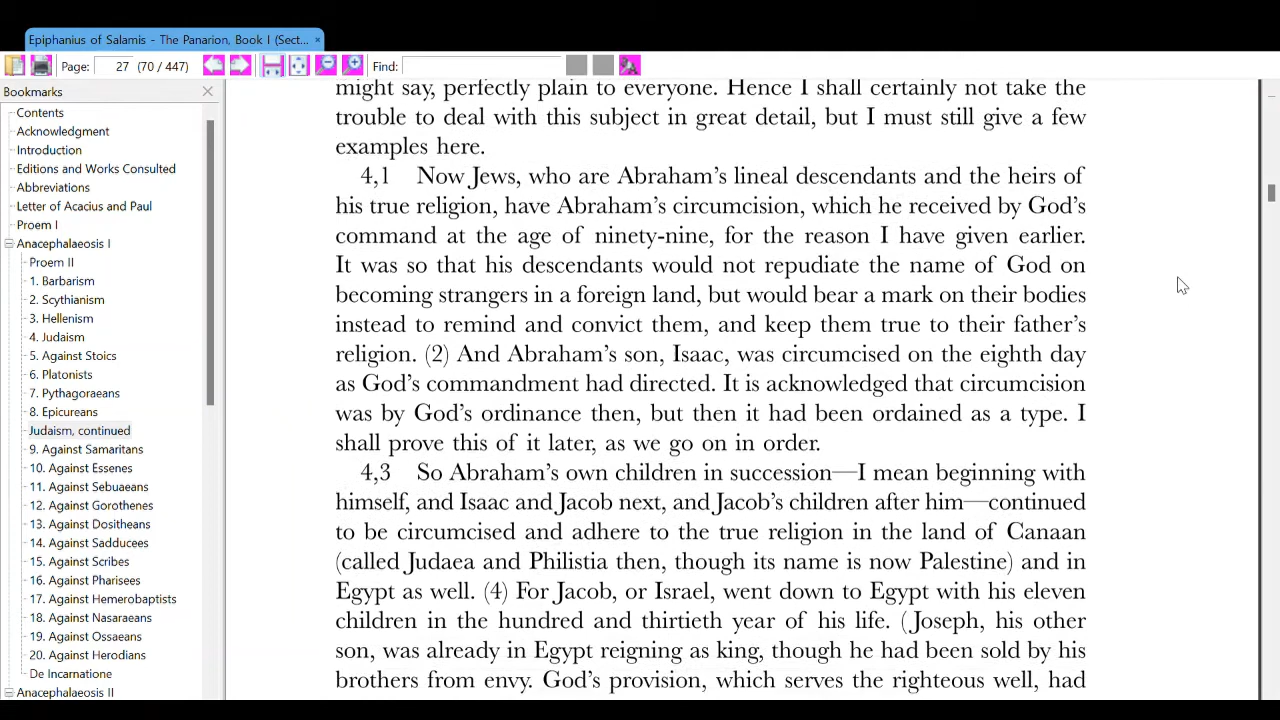 Epiphanius of Salamis - The Panarion, Book I (Sect... ×
Page: 27 (70 / 447) Find:
Bookmarks
Contents
Acknowledgment
Introduction
Editions and Works Consulted
Abbreviations
Letter of Acacius and Paul
Proem I
Anacephalaeosis I
Proem II
1. Barbarism
2. Scythianism
3. Hellenism
4. Judaism
5. Against Stoics
6. Platonists
7. Pythagoraeans
8. Epicureans
Judaism, continued
9. Against Samaritans
10. Against Essenes
11. Against Sebuaeans
12. Against Gorothenes
13. Against Dositheans
14. Against Sadducees
15. Against Scribes
16. Against Pharisees
17. Against Hemerobaptists
18. Against Nasaraeans
19. Against Ossaeans
20. Against Herodians
De Incarnatione
Anacephalaeosis II
might say, perfectly plain to everyone. Hence I shall certainly not take the
trouble to deal with this subject in great detail, but I must still give a few
examples here.
4,1 Now Jews, who are Abraham’s lineal descendants and the heirs of
his true religion, have Abraham’s circumcision, which he received by God’s
command at the age of ninety-nine, for the reason I have given earlier.
It was so that his descendants would not repudiate the name of God on
becoming strangers in a foreign land, but would bear a mark on their bodies
instead to remind and convict them, and keep them true to their father’s
religion. (2) And Abraham’s son, Isaac, was circumcised on the eighth day
as God’s commandment had directed. It is acknowledged that circumcision
was by God’s ordinance then, but then it had been ordained as a type. I
shall prove this of it later, as we go on in order.
4,3 So Abraham’s own children in succession—I mean beginning with
himself, and Isaac and Jacob next, and Jacob’s children after him—continued
to be circumcised and adhere to the true religion in the land of Canaan
(called Judaea and Philistia then, though its name is now Palestine) and in
Egypt as well. (4) For Jacob, or Israel, went down to Egypt with his eleven
children in the hundred and thirtieth year of his life. (Joseph, his other
son, was already in Egypt reigning as king, though he had been sold by his
brothers from envy. God’s provision, which serves the righteous well, had